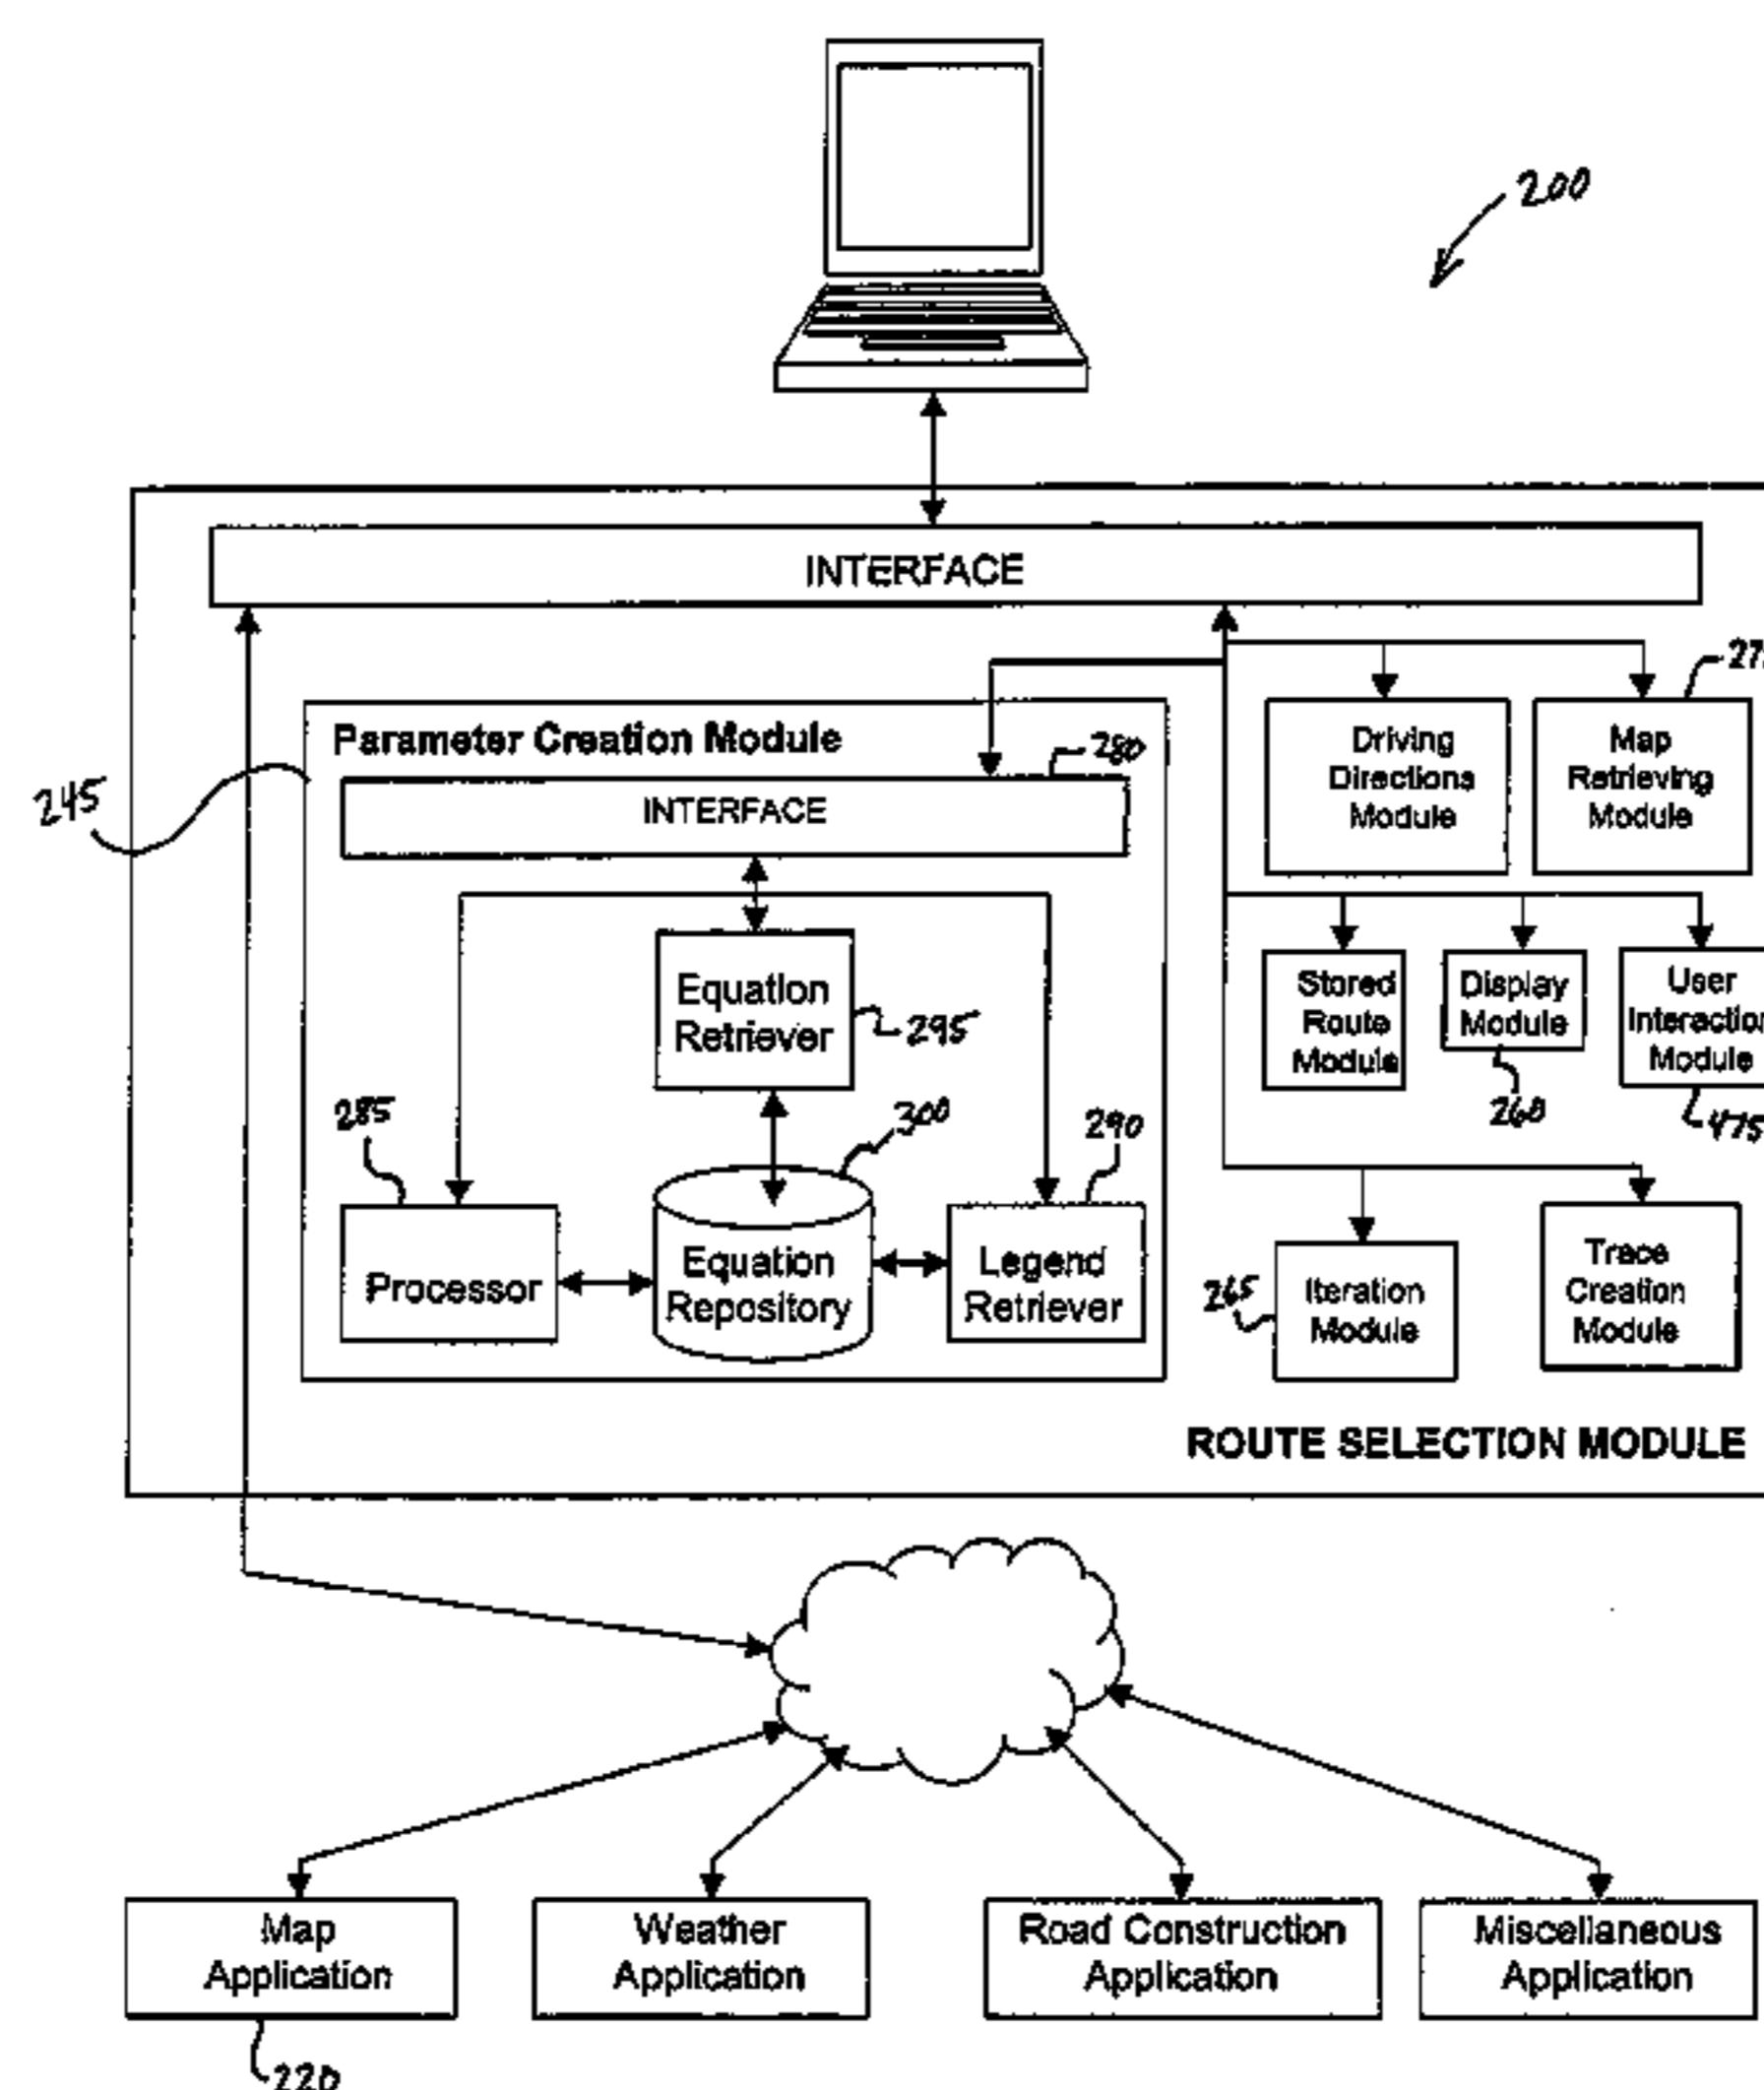 200
INTERFACE
Parameter Creation Module
280
INTERFACE
245
Equation
Retriever
295
285
300
290
Processor
Equation
Repository
Legend
Retriever
Driving
Directions
Module
Map
Retrieving
Module
Stored
Route
Module
Display
Module
260
User
Interaction
Module
475
265
Iteration
Module
Trace
Creation
Module
ROUTE SELECTION MODULE
Map
Application
220
Weather
Application
Road Construction
Application
Miscellaneous
Application